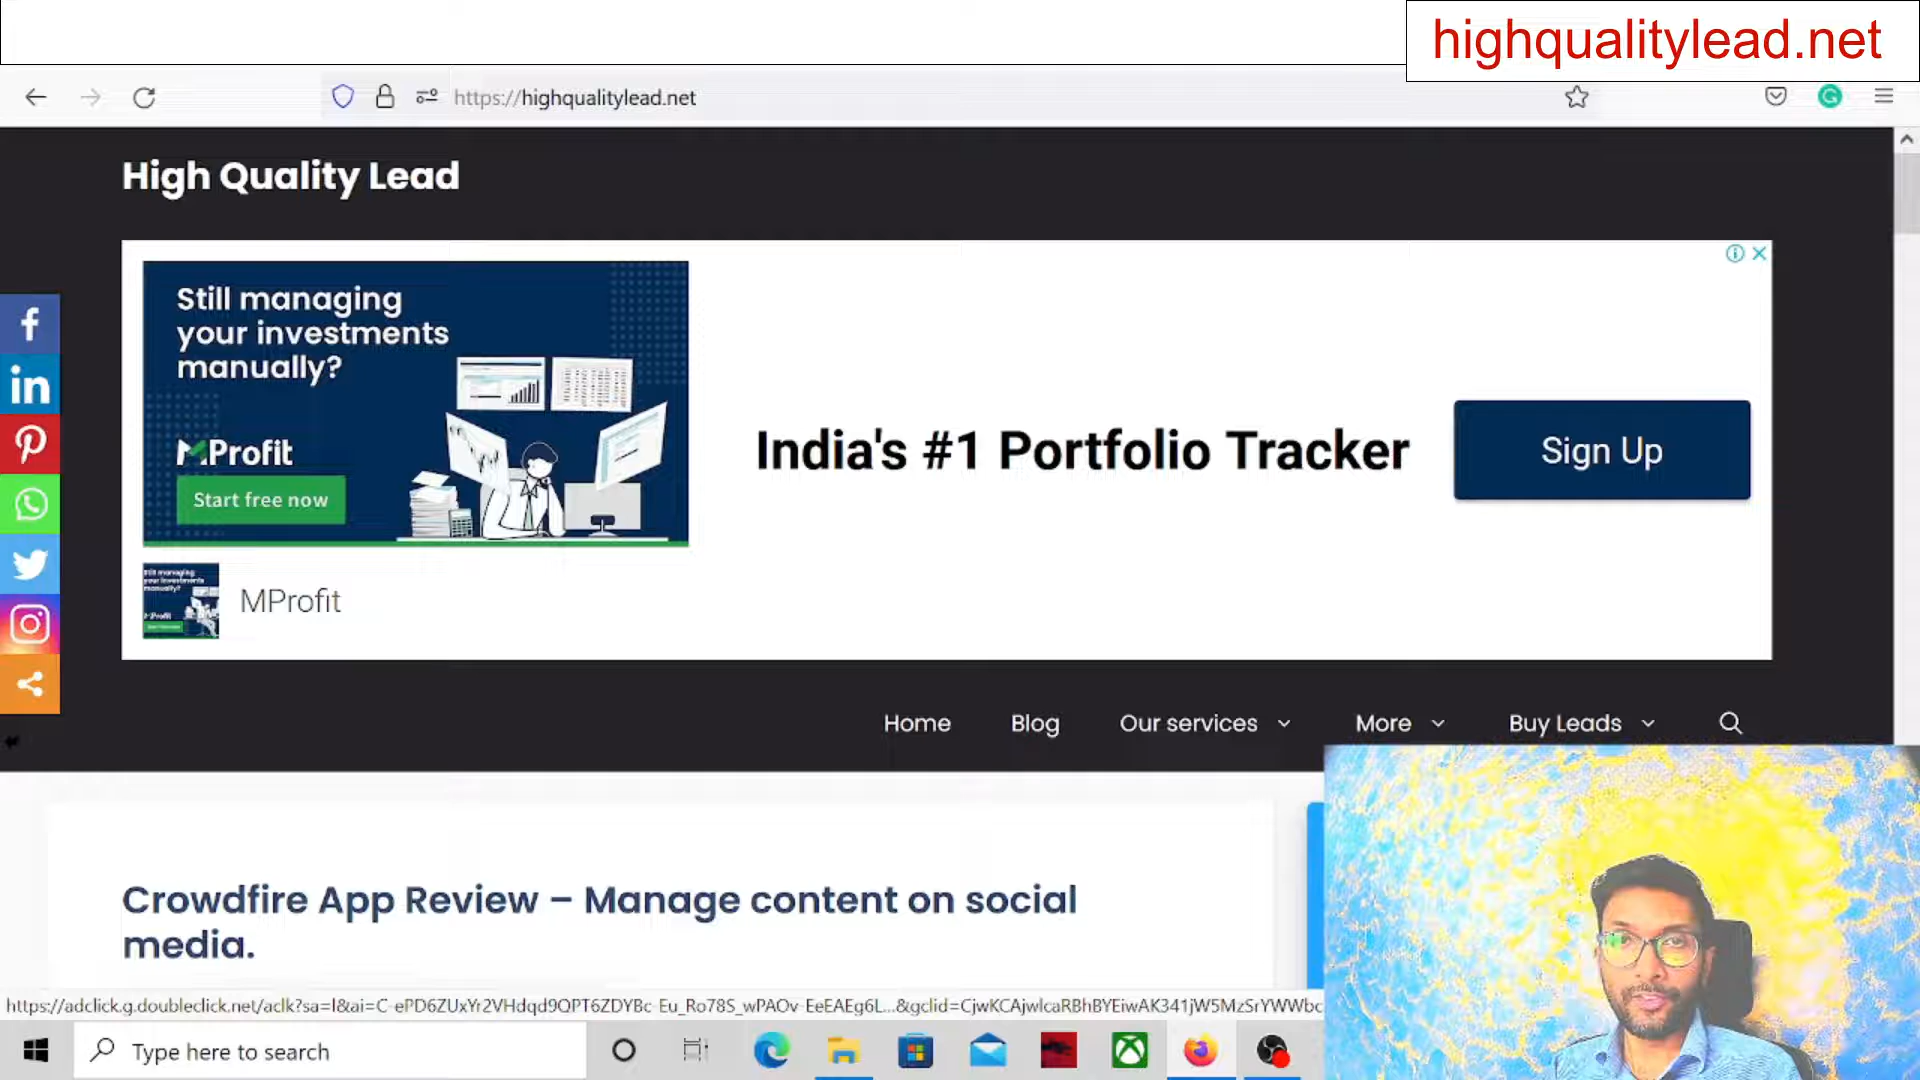 highqualitylead.net
https://highqualitylead.net
High Quality Lead
Still managing
your investments
manually?
MProfit
Start free now
India's #1 Portfolio Tracker
Sign Up
MProfit
Home
Blog
Our services
More
Buy Leads
Crowdfire App Review – Manage content on social
media.
https://adclick.g.doubleclick.net/aclk?sa=l&ai=C-ePD6ZUxYr2VHdqd9QPT6ZDYBc-Eu_Ro78S_wPAOv-EeEAEg6L...&gclid=CjwKCAjwlcaRBhBYEiwAK341jW5MzSrYWWbc
Type here to search